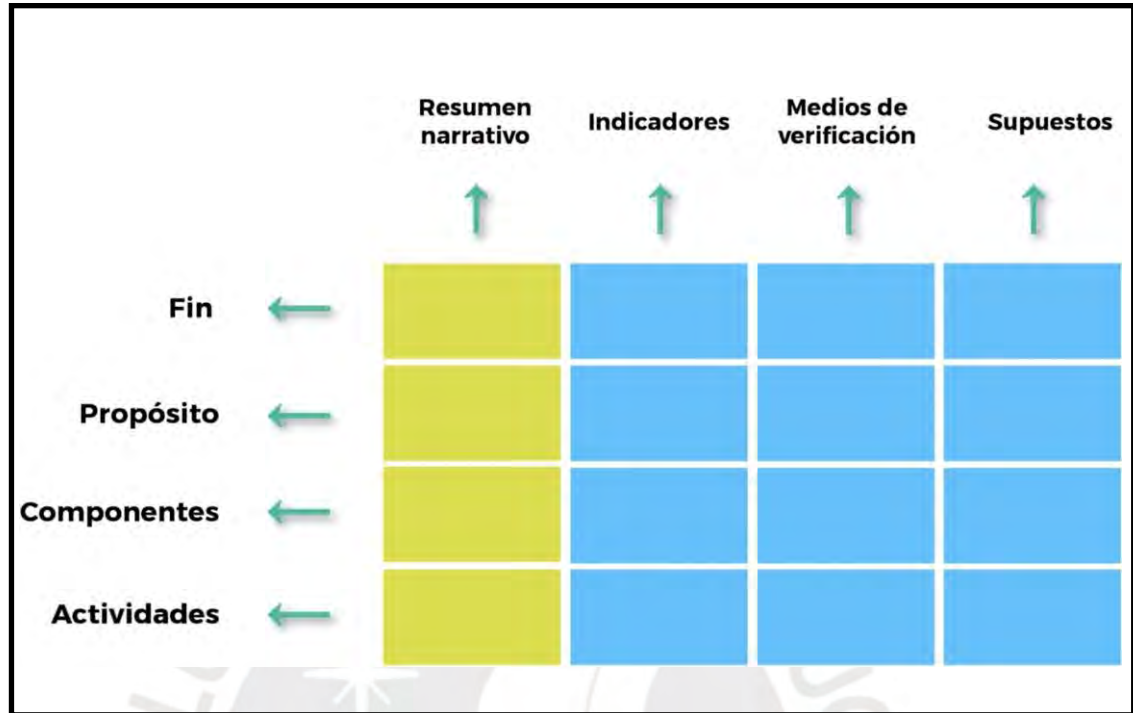 Resumen
narrativo
Indicadores
Medios de
verificación
Supuestos
Fin
Propósito
Componentes
Actividades